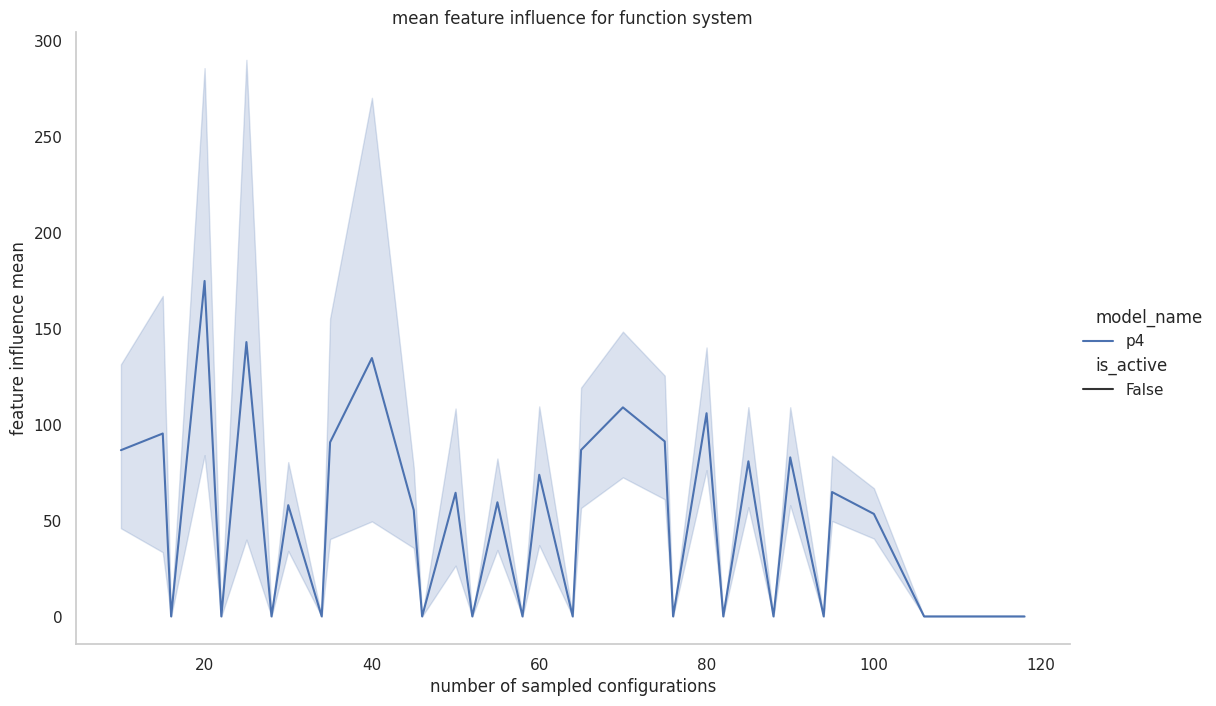 mean feature influence for function system
feature influence mean
300
250
200
150
100
50
0
20
40
60
80
100
120
number of sampled configurations
model_name
p4
is_active
False